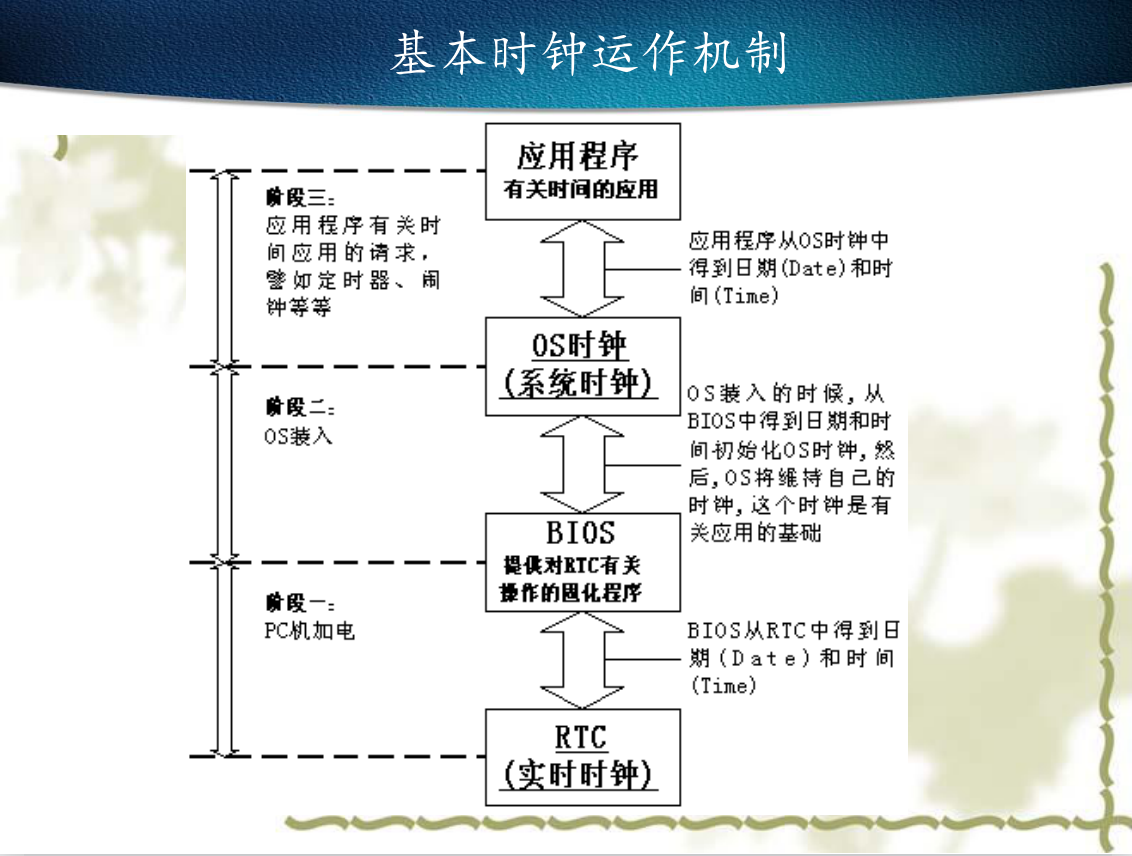 基本时钟运作机制
应用程序
有关时间的应用
阶段三:
应用程序有关时
间应用的请求，
譬如定时器、闹
钟等等
应用程序从OS时钟中
得到日期(Date)和时
间(Time)
OS时钟
(系统时钟)
阶段二:
OS装入
OS装入的时候,从
BIOS中得到日期和时
间初始化OS时钟,然
后,OS将维持自己的
时钟,这个时钟是有
关应用的基础
BIOS
提供对RTC有关
操作的固化程序
阶段一:
PC机加电
BIOS从RTC中得到日
期(Date)和时间
(Time)
RTC
(实时时钟)